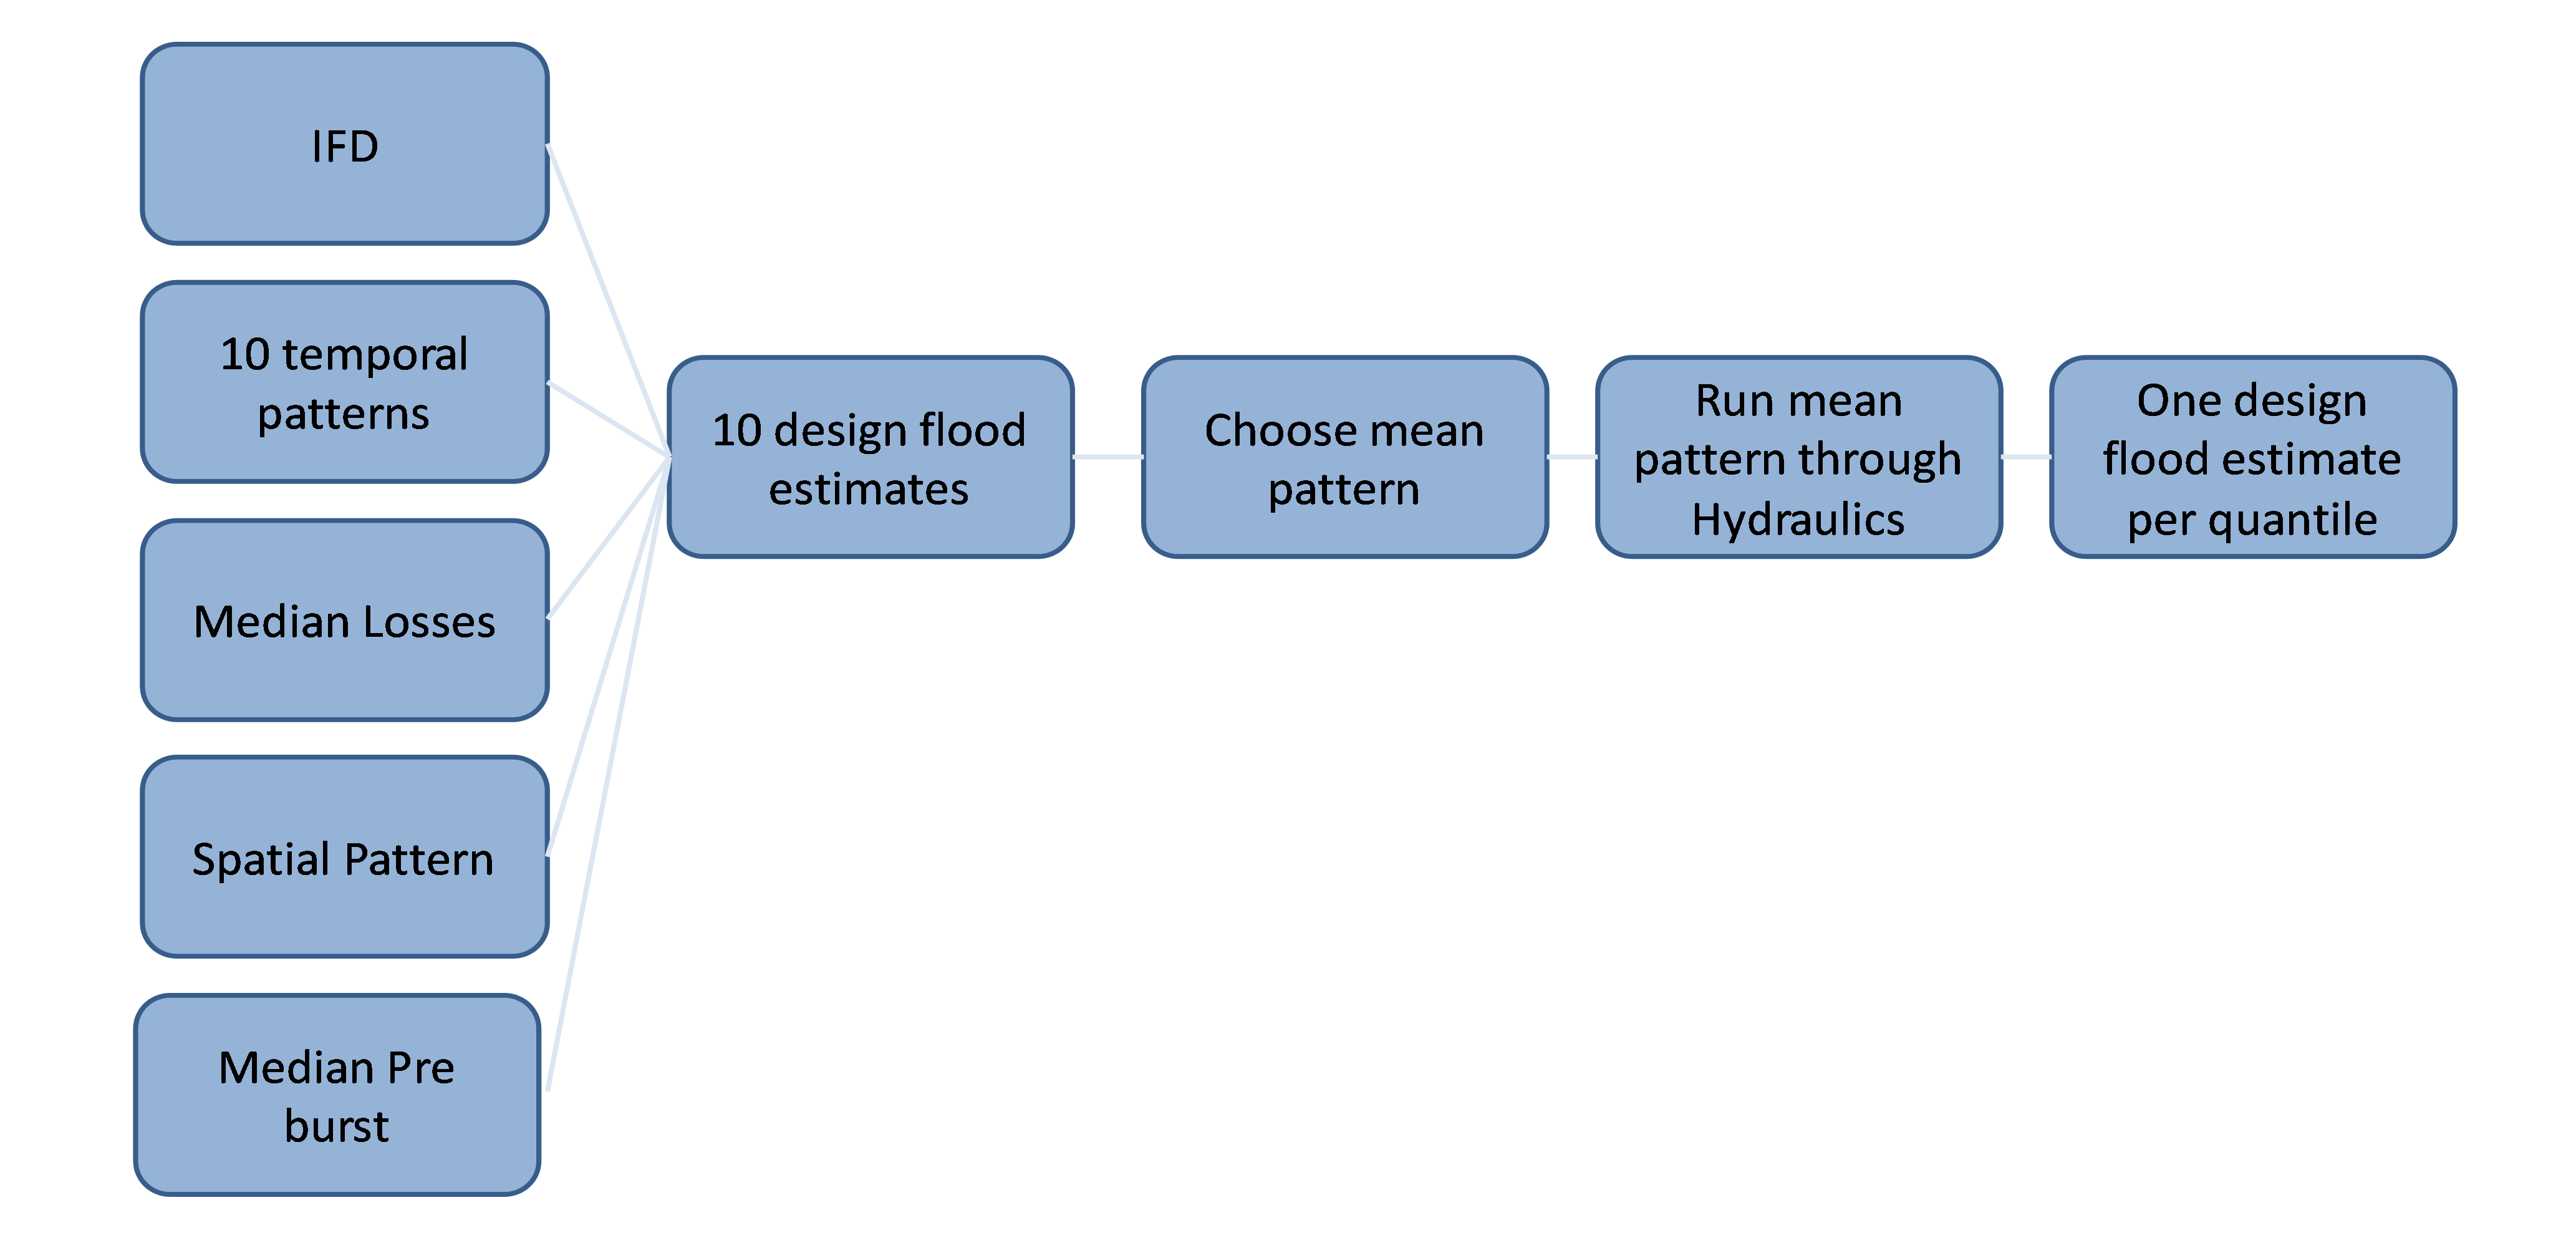 IFD
10 temporal
patterns
Median Losses
Spatial Pattern
Median Pre
burst
10 design flood
estimates
Choose mean
pattern
Run mean
pattern through
Hydraulics
One design
flood estimate
per quantile